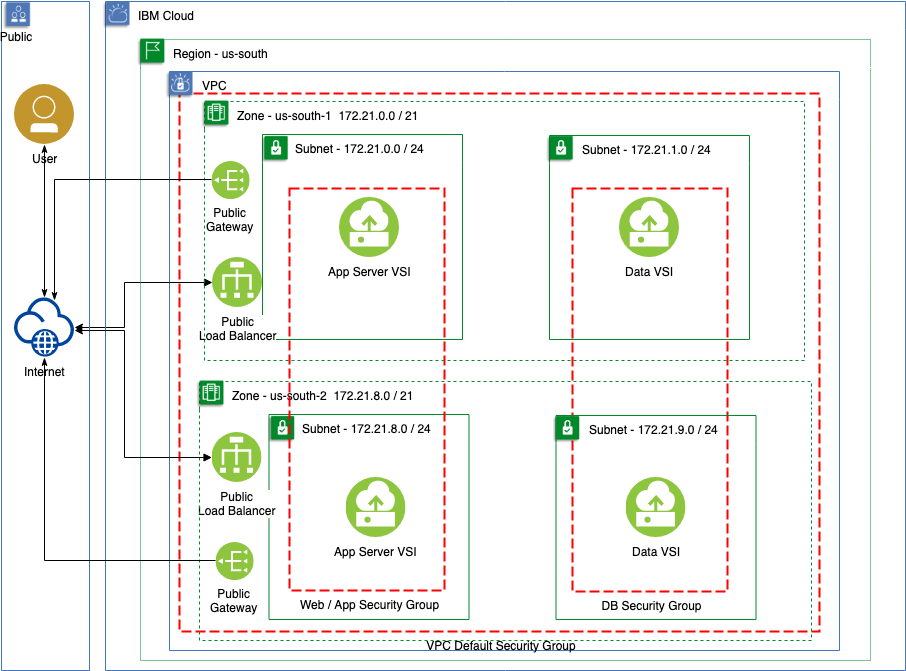 Public
IBM Cloud
Region - us-south
VPC
Zone - us-south-1  172.21.0.0 / 21
Subnet - 172.21.0.0 / 24
Subnet - 172.21.1.0 / 24
User
Public
Gateway
App Server VSI
Data VSI
Public
Load Balancer
Internet
Zone - us-south-2  172.21.8.0 / 21
Subnet - 172.21.8.0 / 24
Subnet - 172.21.9.0 / 24
Public
Load Balancer
App Server VSI
Data VSI
Public
Gateway
Web / App Security Group
DB Security Group
VPC Default Security Group